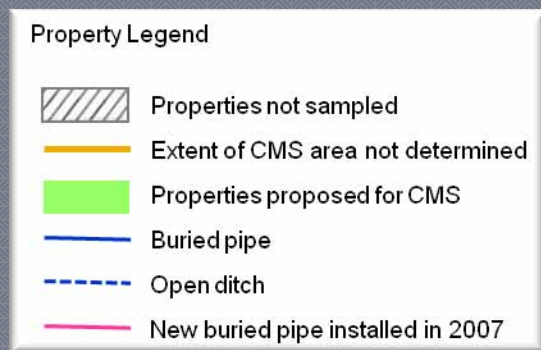 Property Legend
Properties not sampled
Extent of CMS area not determined
Properties proposed for CMS
Buried pipe
Open ditch
New buried pipe installed in 2007